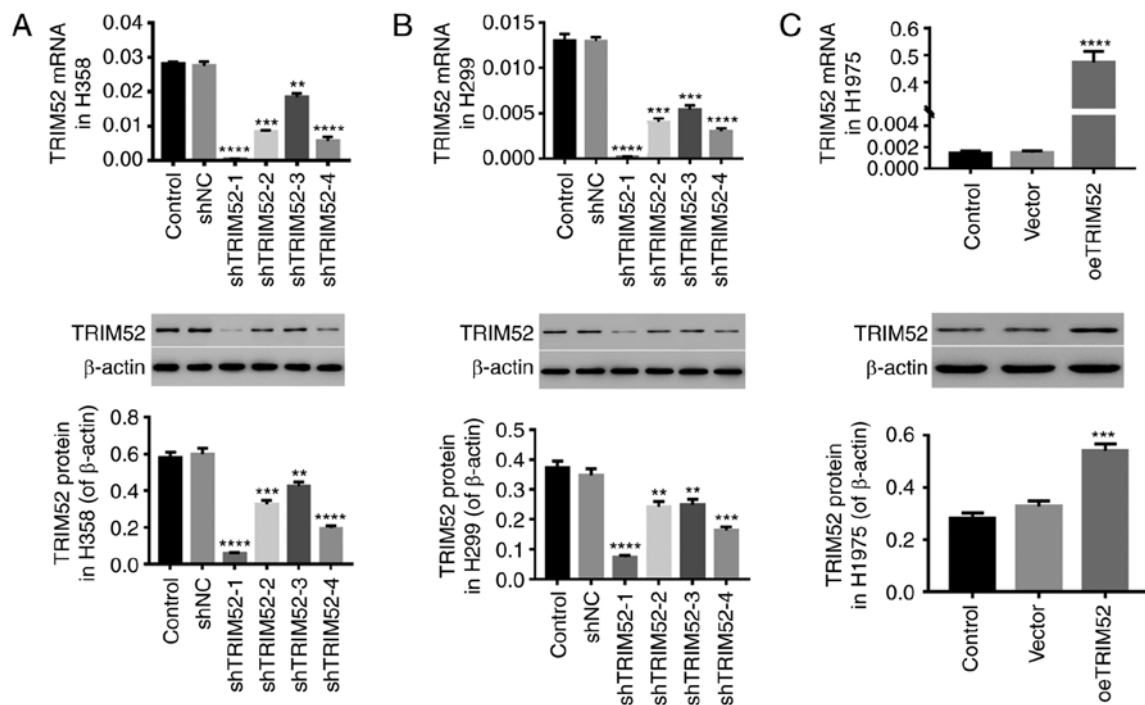 A
TRIM52 mRNA
in H358
0.04
0.03
0.02
0.01
0.00
****
***
**
****
Control
shNC
shTRIM52-1
shTRIM52-2
shTRIM52-3
shTRIM52-4
TRIM52
β-actin
TRIM52 protein
in H358 (of β-actin)
0.8
0.6
0.4
0.2
0.0
****
***
**
****
Control
shNC
shTRIM52-1
shTRIM52-2
shTRIM52-3
shTRIM52-4
B
TRIM52 mRNA
in H299
0.015
0.010
0.005
0.000
****
***
***
****
Control
shNC
shTRIM52-1
shTRIM52-2
shTRIM52-3
shTRIM52-4
TRIM52
β-actin
TRIM52 protein
in H299 (of β-actin)
0.5
0.4
0.3
0.2
0.1
0.0
****
**
**
***
Control
shNC
shTRIM52-1
shTRIM52-2
shTRIM52-3
shTRIM52-4
C
TRIM52 mRNA
in H1975
0.6
0.5
0.4
0.002
0.002
0.000
****
Control
Vector
oeTRIM52
TRIM52
β-actin
TRIM52 protein
in H1975 (of β-actin)
0.6
0.4
0.2
0.0
***
Control
Vector
oeTRIM52